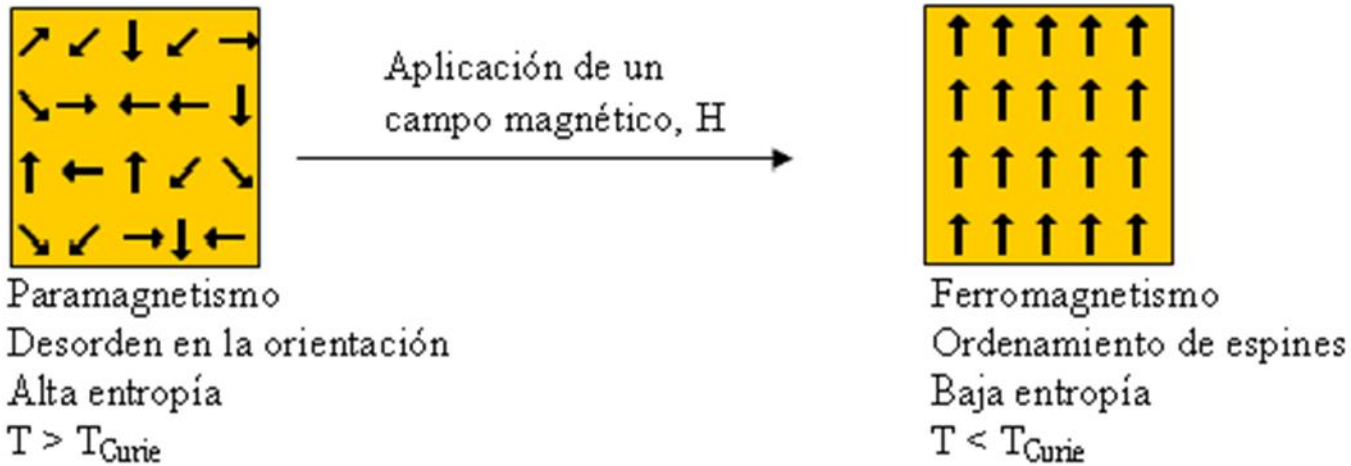 Aplicación de un
campo magnético, H
Paramagnetismo
Desorden en la orientación
Alta entropía
T > TCurie
Ferromagnetismo
Ordenamiento de espines
Baja entropía
T < TCurie